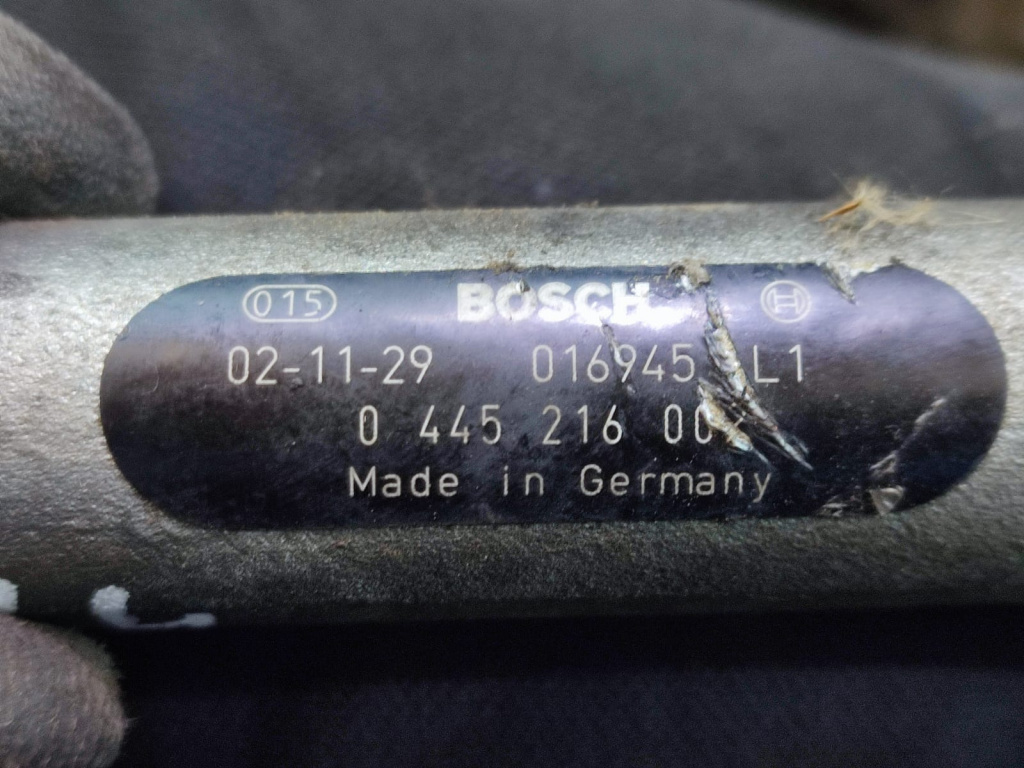 015 BOSCH
02-11-29 016945 L1
0 445 216 00
Made in Germany